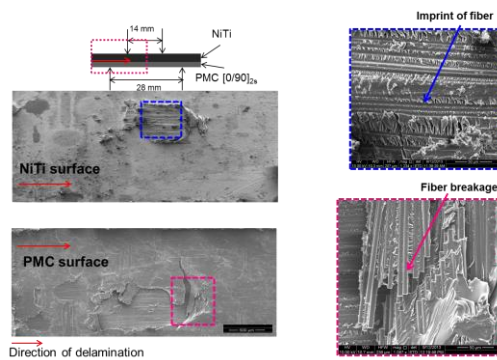 14 mm
NiTi
PMC [0/90]2s
28 mm
NiTi surface
PMC surface
Direction of delamination
Imprint of fiber
Fiber breakage